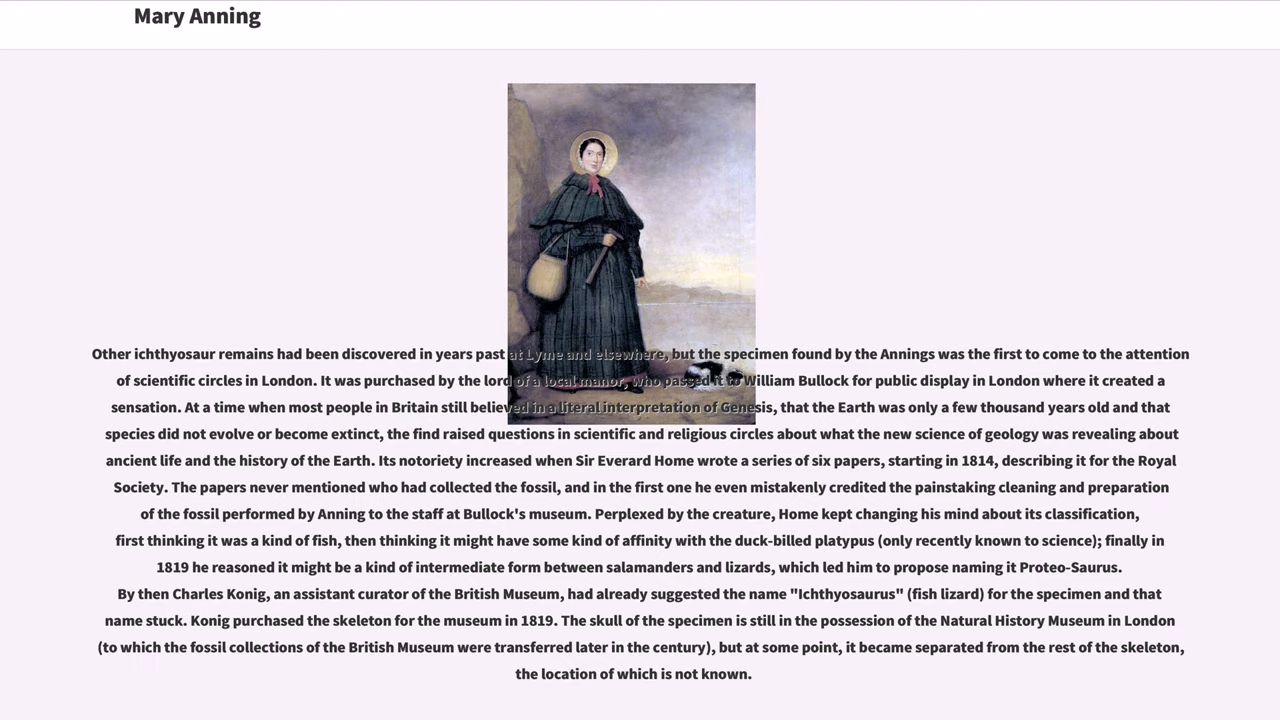 Mary Anning
Other ichthyosaur remains had been discovered in years past at Lyme and elsewhere, but the specimen found by the Annings was the first to come to the attention
of scientific circles in London. It was purchased by the lord of a local manor, who passed it to William Bullock for public display in London where it created a
sensation. At a time when most people in Britain still believed in a literal interpretation of Genesis, that the Earth was only a few thousand years old and that
species did not evolve or become extinct, the find raised questions in scientific and religious circles about what the new science of geology was revealing about
ancient life and the history of the Earth. Its notoriety increased when Sir Everard Home wrote a series of six papers, starting in 1814, describing it for the Royal
Society. The papers never mentioned who had collected the fossil, and in the first one he even mistakenly credited the painstaking cleaning and preparation
of the fossil performed by Anning to the staff at Bullock's museum. Perplexed by the creature, Home kept changing his mind about its classification,
first thinking it was a kind of fish, then thinking it might have some kind of affinity with the duck-billed platypus (only recently known to science); finally in
1819 he reasoned it might be a kind of intermediate form between salamanders and lizards, which led him to propose naming it Proteo-Saurus.
By then Charles Konig, an assistant curator of the British Museum, had already suggested the name "Ichthyosaurus" (fish lizard) for the specimen and that
name stuck. Konig purchased the skeleton for the museum in 1819. The skull of the specimen is still in the possession of the Natural History Museum in London
(to which the fossil collections of the British Museum were transferred later in the century), but at some point, it became separated from the rest of the skeleton,
the location of which is not known.